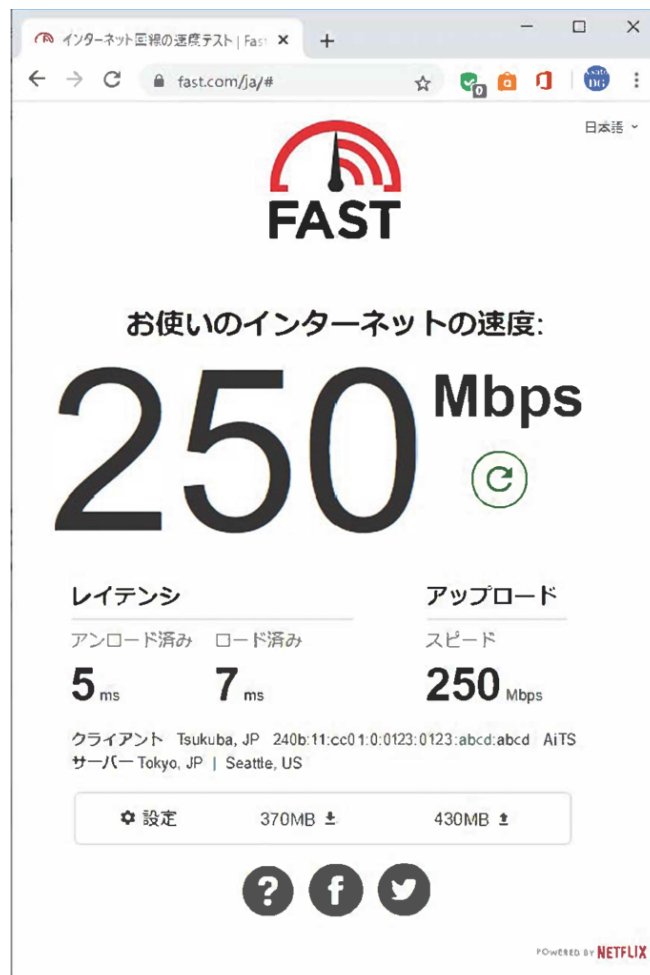 インターネット回線の速度テスト | Fast
fast.com/ja/#
0
日本語
FAST
お使いのインターネットの速度:
250 Mbps
レイテンシ アップロード
アンロード済み ロード済み スピード
5 ms 7 ms 250 Mbps
クライアント Tsukuba, JP 240b:11:cc01:0:0123:0123:abcd:abcd AiTS
サーバー Tokyo, JP | Seattle, US
設定 370MB 430MB
POWERED BY NETFLIX